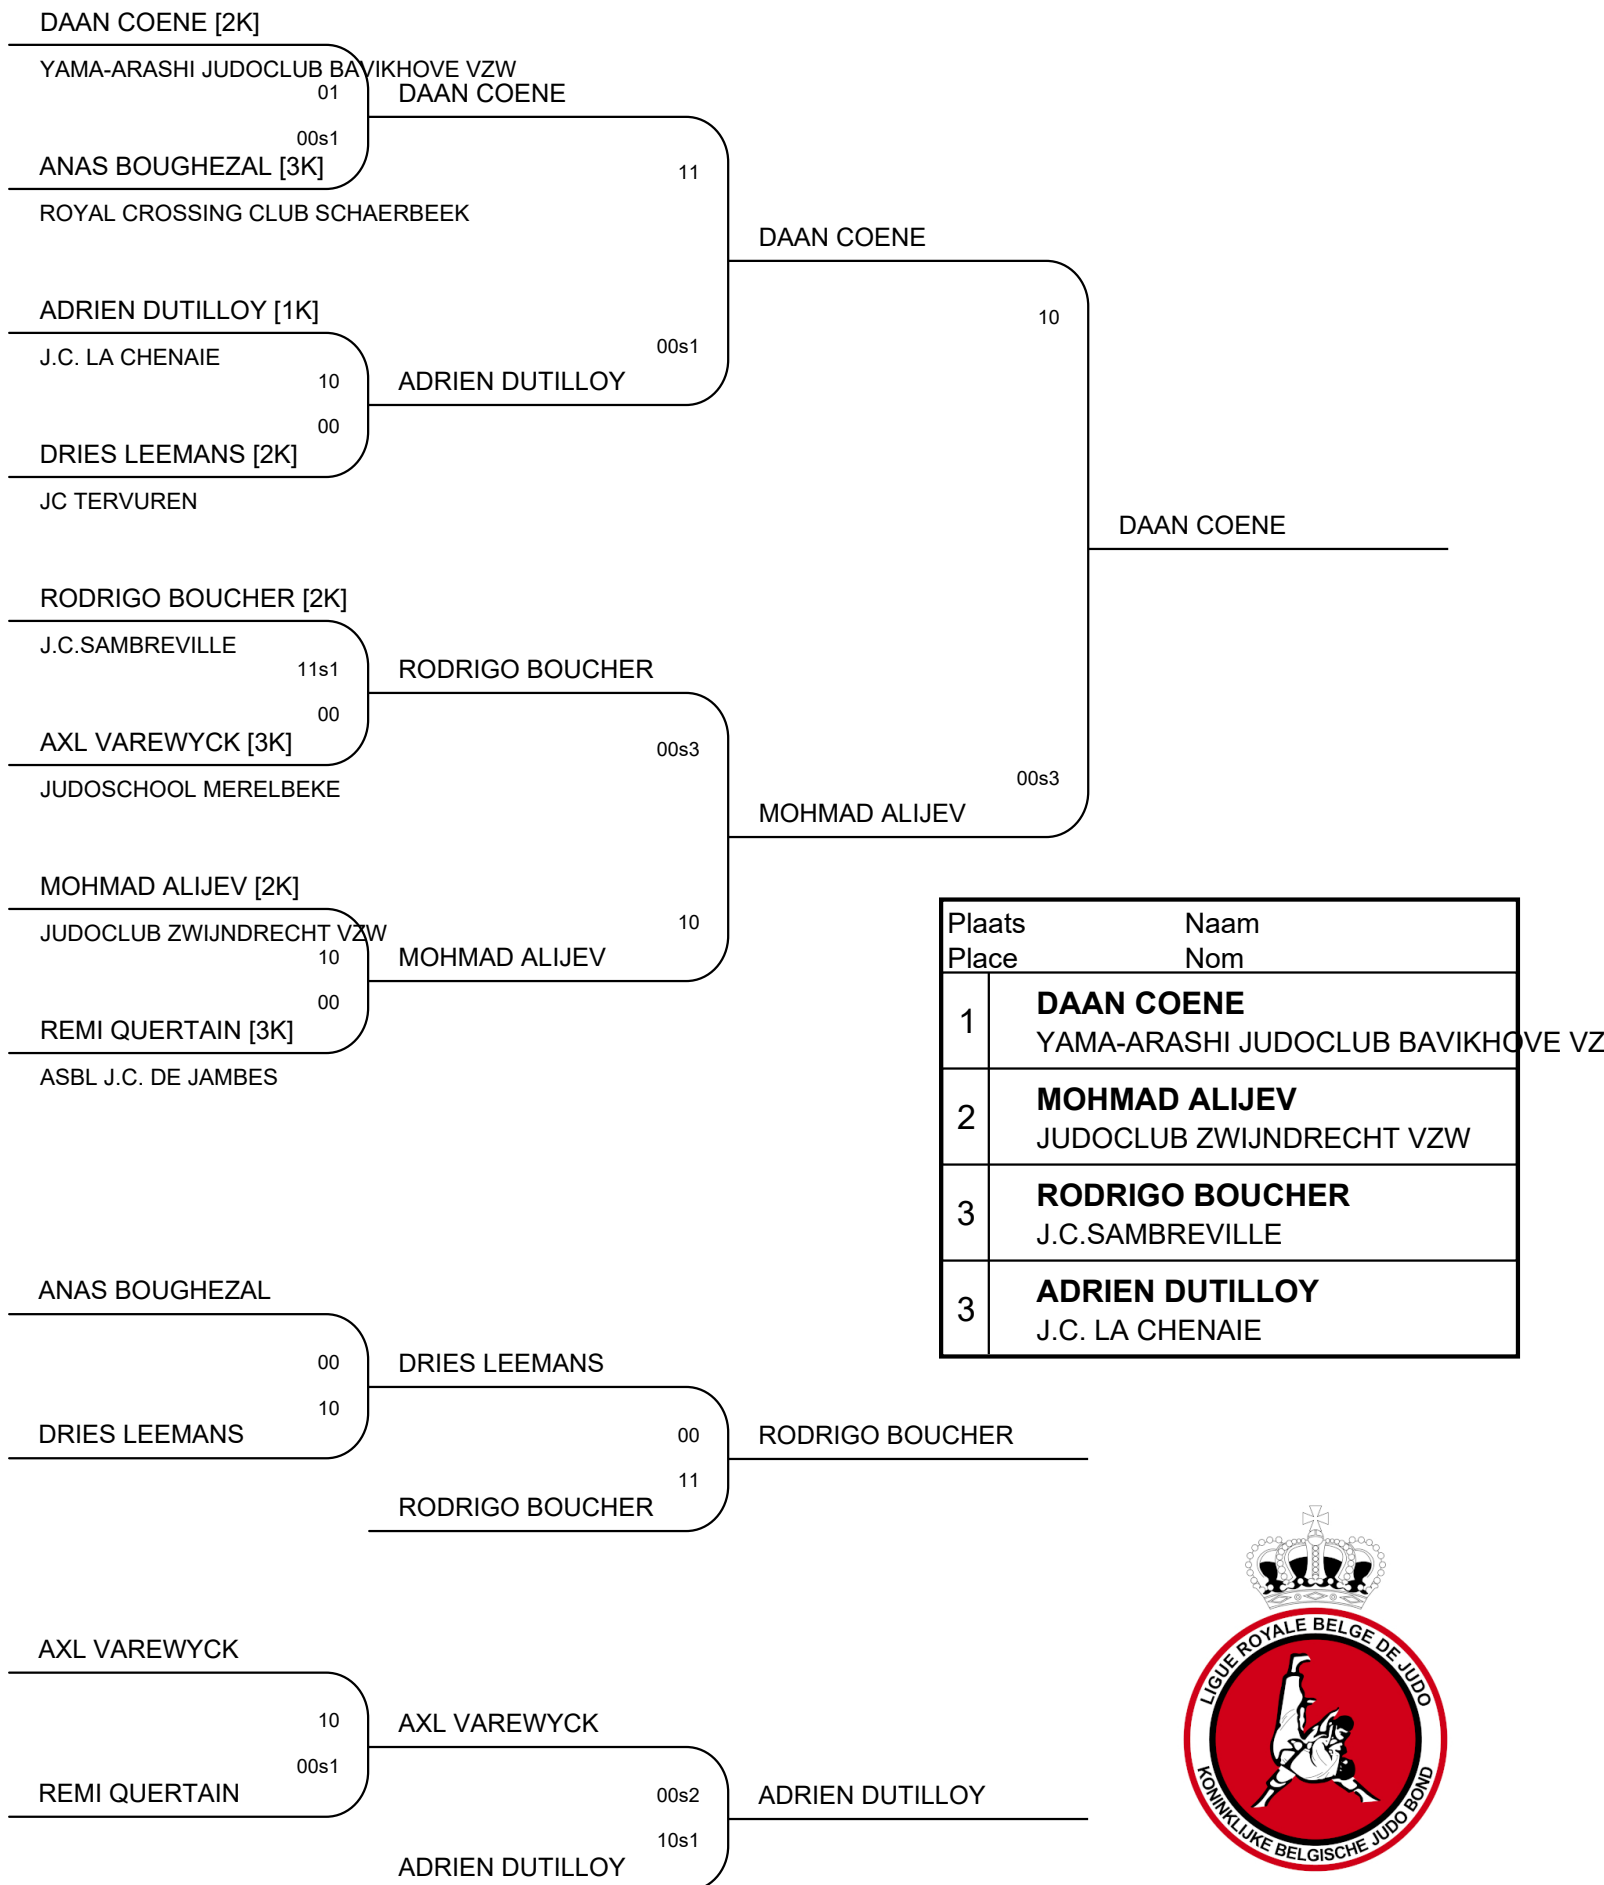 DAAN COENE [2K]
YAMA-ARASHI JUDOCLUB BAVIKHOVE VZW
01
DAAN COENE
00s1
ANAS BOUGHEZAL [3K]
11
ROYAL CROSSING CLUB SCHAERBEEK
DAAN COENE
ADRIEN DUTILLOY [1K]
10
J.C. LA CHENAIE
00s1
10
ADRIEN DUTILLOY
00
DRIES LEEMANS [2K]
JC TERVUREN
DAAN COENE
RODRIGO BOUCHER [2K]
J.C.SAMBREVILLE
11s1
RODRIGO BOUCHER
00
AXL VAREWYCK [3K]
00s3
JUDOSCHOOL MERELBEKE
00s3
MOHMAD ALIJEV
MOHMAD ALIJEV [2K]
JUDOCLUB ZWIJNDRECHT VZW
10
10
MOHMAD ALIJEV
00
REMI QUERTAIN [3K]
ASBL J.C. DE JAMBES
Plaats Naam
Place Nom
1 DAAN COENE
YAMA-ARASHI JUDOCLUB BAVIKHOVE VZ
2 MOHMAD ALIJEV
JUDOCLUB ZWIJNDRECHT VZW
3 RODRIGO BOUCHER
J.C.SAMBREVILLE
3 ADRIEN DUTILLOY
J.C. LA CHENAIE
ANAS BOUGHEZAL
00
DRIES LEEMANS
10
DRIES LEEMANS
00
RODRIGO BOUCHER
11
RODRIGO BOUCHER
AXL VAREWYCK
10
AXL VAREWYCK
00s1
REMI QUERTAIN
00s2
ADRIEN DUTILLOY
10s1
ADRIEN DUTILLOY
LIGUE ROYALE BELGE DE JUDO
KONINKLIJKE BELGISCHE JUDO BOND